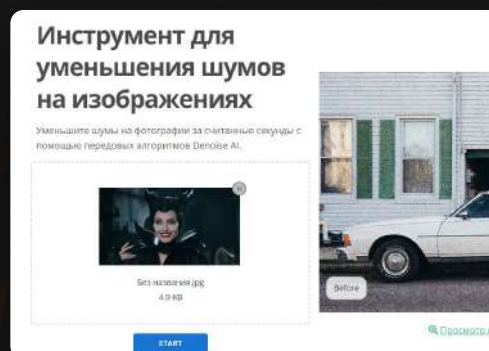 Инструмент для
уменьшения шумов
на изображениях
Уменьшите шумы на фотографии за считанные секунды с
помощью передовых алгоритмов Denoise AI.
Без названия.jpg
4.9 KB
START
Before
Просмотр